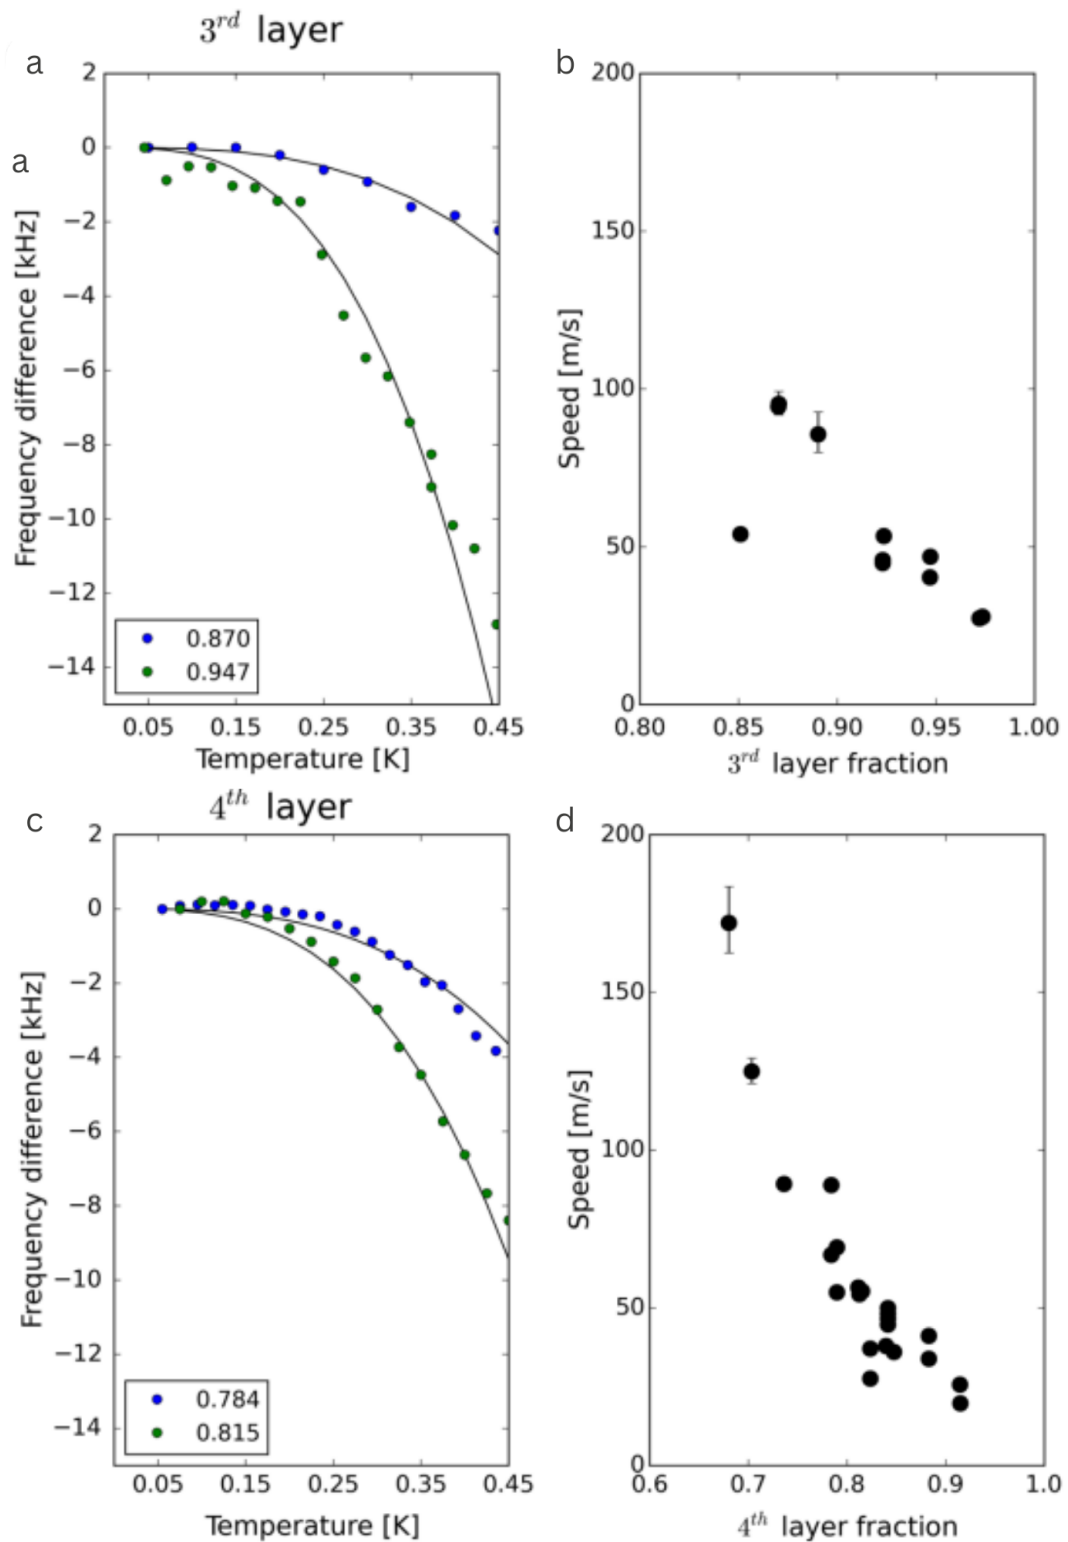 3rd layer
a
b
a
2
0
−2
−4
−6
−8
−10
−12
−14
Frequency difference [kHz]
0.870
0.947
0.05 0.15 0.25 0.35 0.45
Temperature [K]
200
150
100
50
0
Speed [m/s]
0.80 0.85 0.90 0.95 1.00
3rd layer fraction
4th layer
c
d
2
0
−2
−4
−6
−8
−10
−12
−14
Frequency difference [kHz]
0.784
0.815
0.05 0.15 0.25 0.35 0.45
Temperature [K]
200
150
100
50
0
Speed [m/s]
0.6 0.7 0.8 0.9 1.0
4th layer fraction